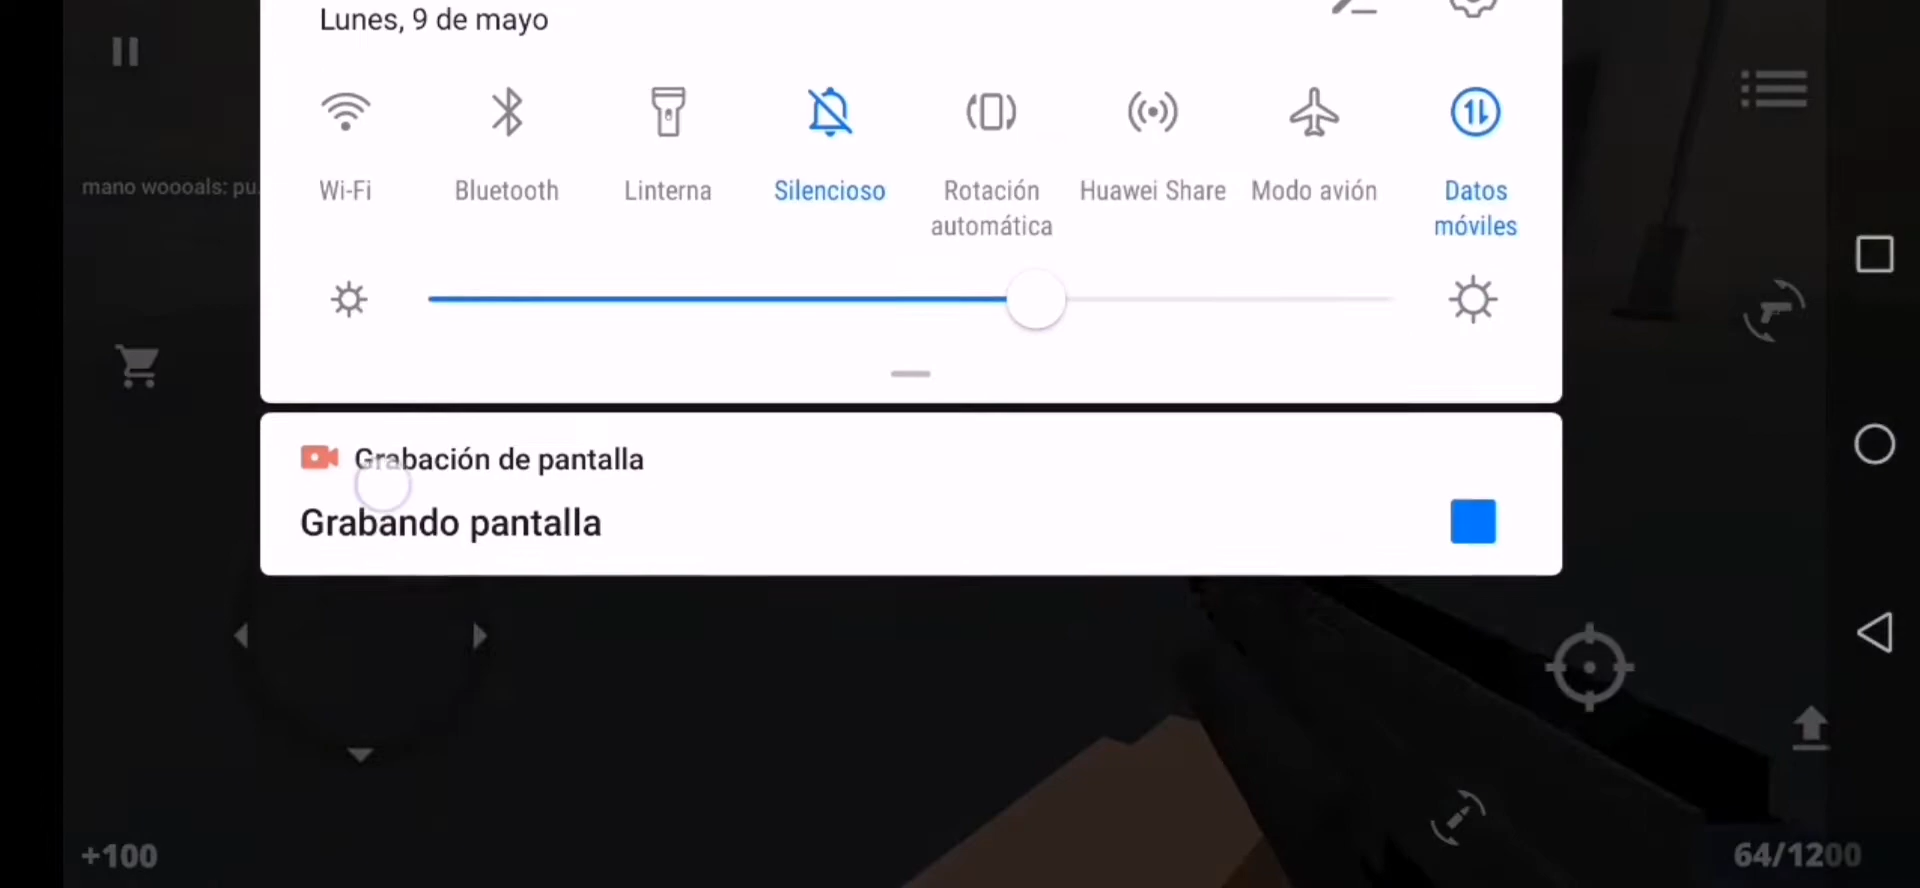 Lunes, 9 de mayo
mano woooals: pu.
Wi-Fi
Bluetooth
Linterna
Silencioso
Rotación
automática
Huawei Share
Modo avión
Datos
móviles
Grabación de pantalla
Grabando pantalla
+100
64/1200